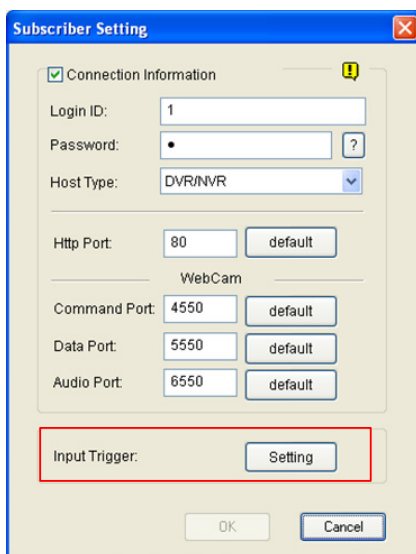 Subscriber Setting
Connection Information
Login ID: 1
Password: • ?
Host Type: DVR/NVR
Http Port: 80 default
WebCam
Command Port: 4550 default
Data Port: 5550 default
Audio Port: 6550 default
Input Trigger: Setting
OK Cancel